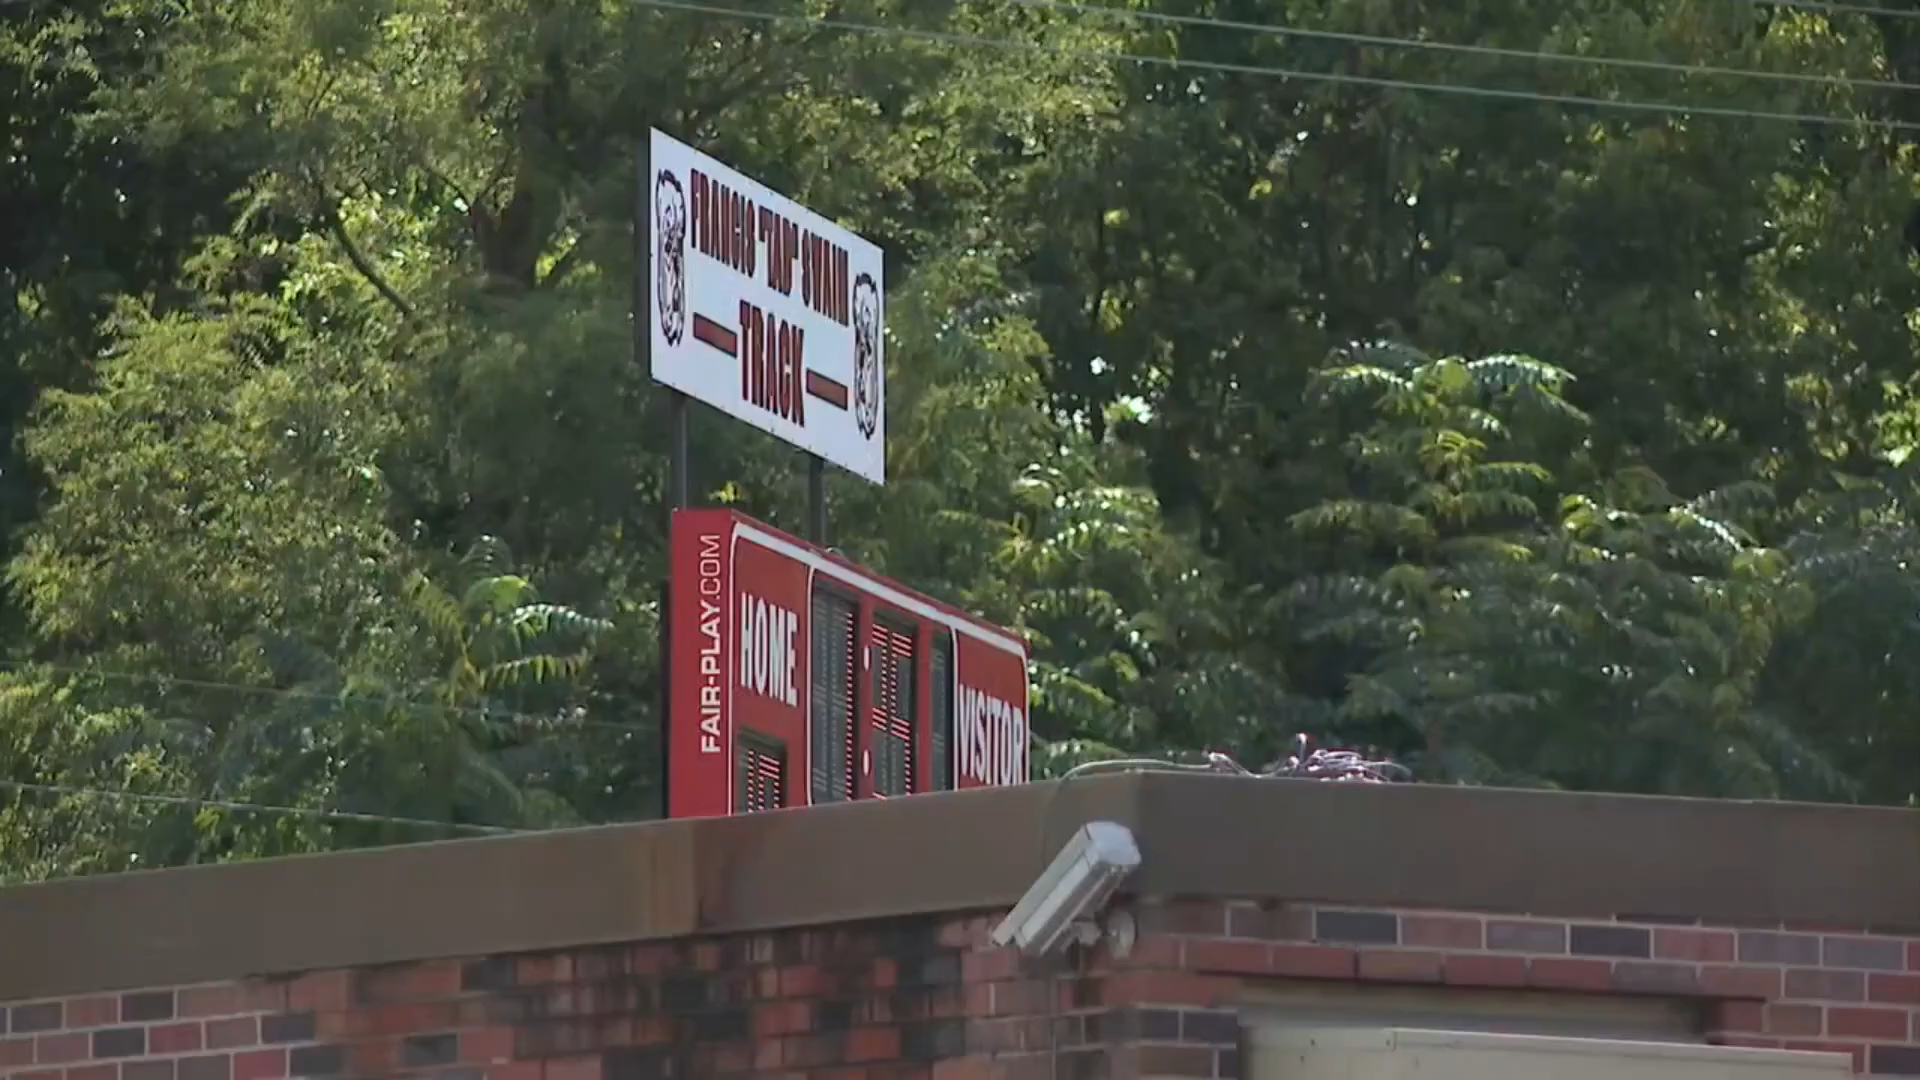 FRANCIS "TAD" SWAIN
TRACK
FAIR-PLAY.COM
HOME
VISITOR